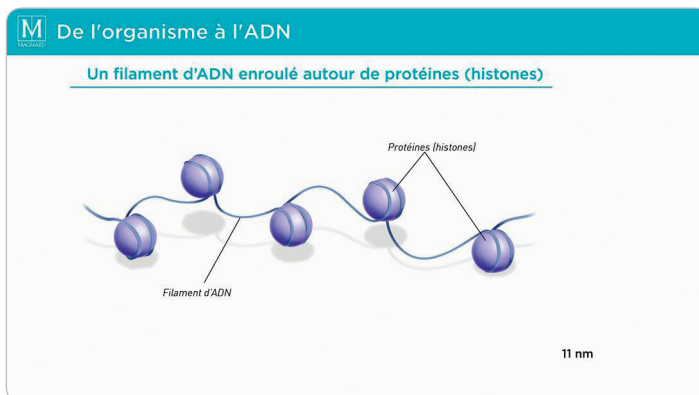 M
MAGNARD
De l'organisme à l'ADN
Un filament d'ADN enroulé autour de protéines (histones)
Protéines (histones)
Filament d'ADN
11 nm